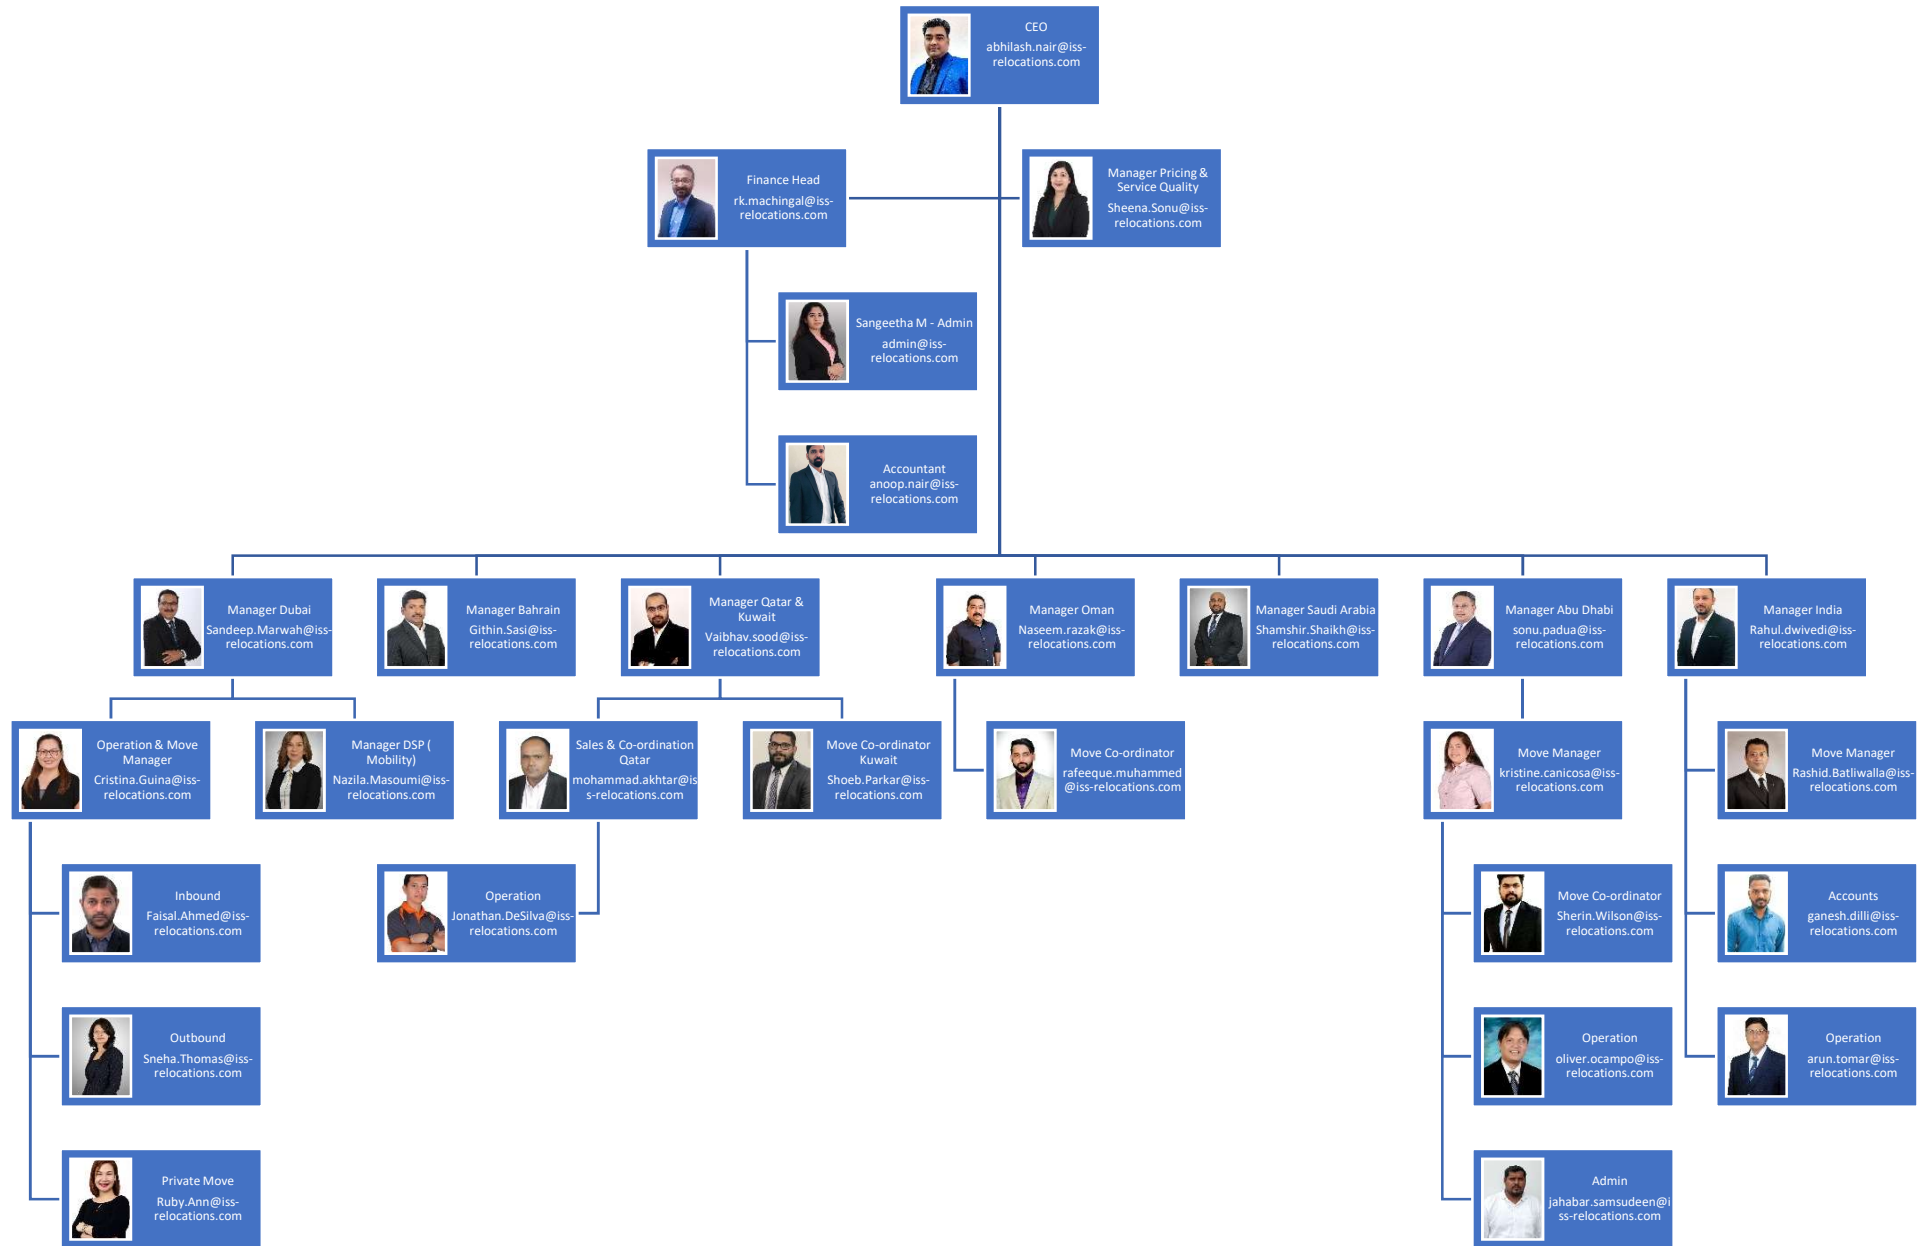 CEO
abhilash.nair@iss-
relocations.com
Finance Head
rk.machingal@iss-
relocations.com
Manager Pricing &
Service Quality
Sheena.Sonu@iss-
relocations.com
Sangeetha M - Admin
admin@iss-
relocations.com
Accountant
anoop.nair@iss-
relocations.com
Manager Dubai
Sandeep.Marwah@iss-
relocations.com
Manager Bahrain
Githin.Sasi@iss-
relocations.com
Manager Qatar &
Kuwait
Vaibhav.sood@iss-
relocations.com
Manager Oman
Naseem.razak@iss-
relocations.com
Manager Saudi Arabia
Shamshir.Shaikh@iss-
relocations.com
Manager Abu Dhabi
sonu.padua@iss-
relocations.com
Manager India
Rahul.dwivedi@iss-
relocations.com
Operation & Move
Manager
Cristina.Guina@iss-
relocations.com
Manager DSP (
Mobility)
Nazila.Masoumi@iss-
relocations.com
Sales & Co-ordination
Qatar
mohammad.akhtar@is
s-relocations.com
Move Co-ordinator
Kuwait
Shoeb.Parkar@iss-
relocations.com
Move Co-ordinator
rafeeque.muhammed
@iss-relocations.com
Move Manager
kristine.canicosa@iss-
relocations.com
Move Manager
Rashid.Batliwalla@iss-
relocations.com
Inbound
Faisal.Ahmed@iss-
relocations.com
Operation
Jonathan.DeSilva@iss-
relocations.com
Move Co-ordinator
Sherin.Wilson@iss-
relocations.com
Accounts
ganesh.dilli@iss-
relocations.com
Outbound
Sneha.Thomas@iss-
relocations.com
Operation
oliver.ocampo@iss-
relocations.com
Operation
arun.tomar@iss-
relocations.com
Private Move
Ruby.Ann@iss-
relocations.com
Admin
jahabar.samsudeen@i
ss-relocations.com